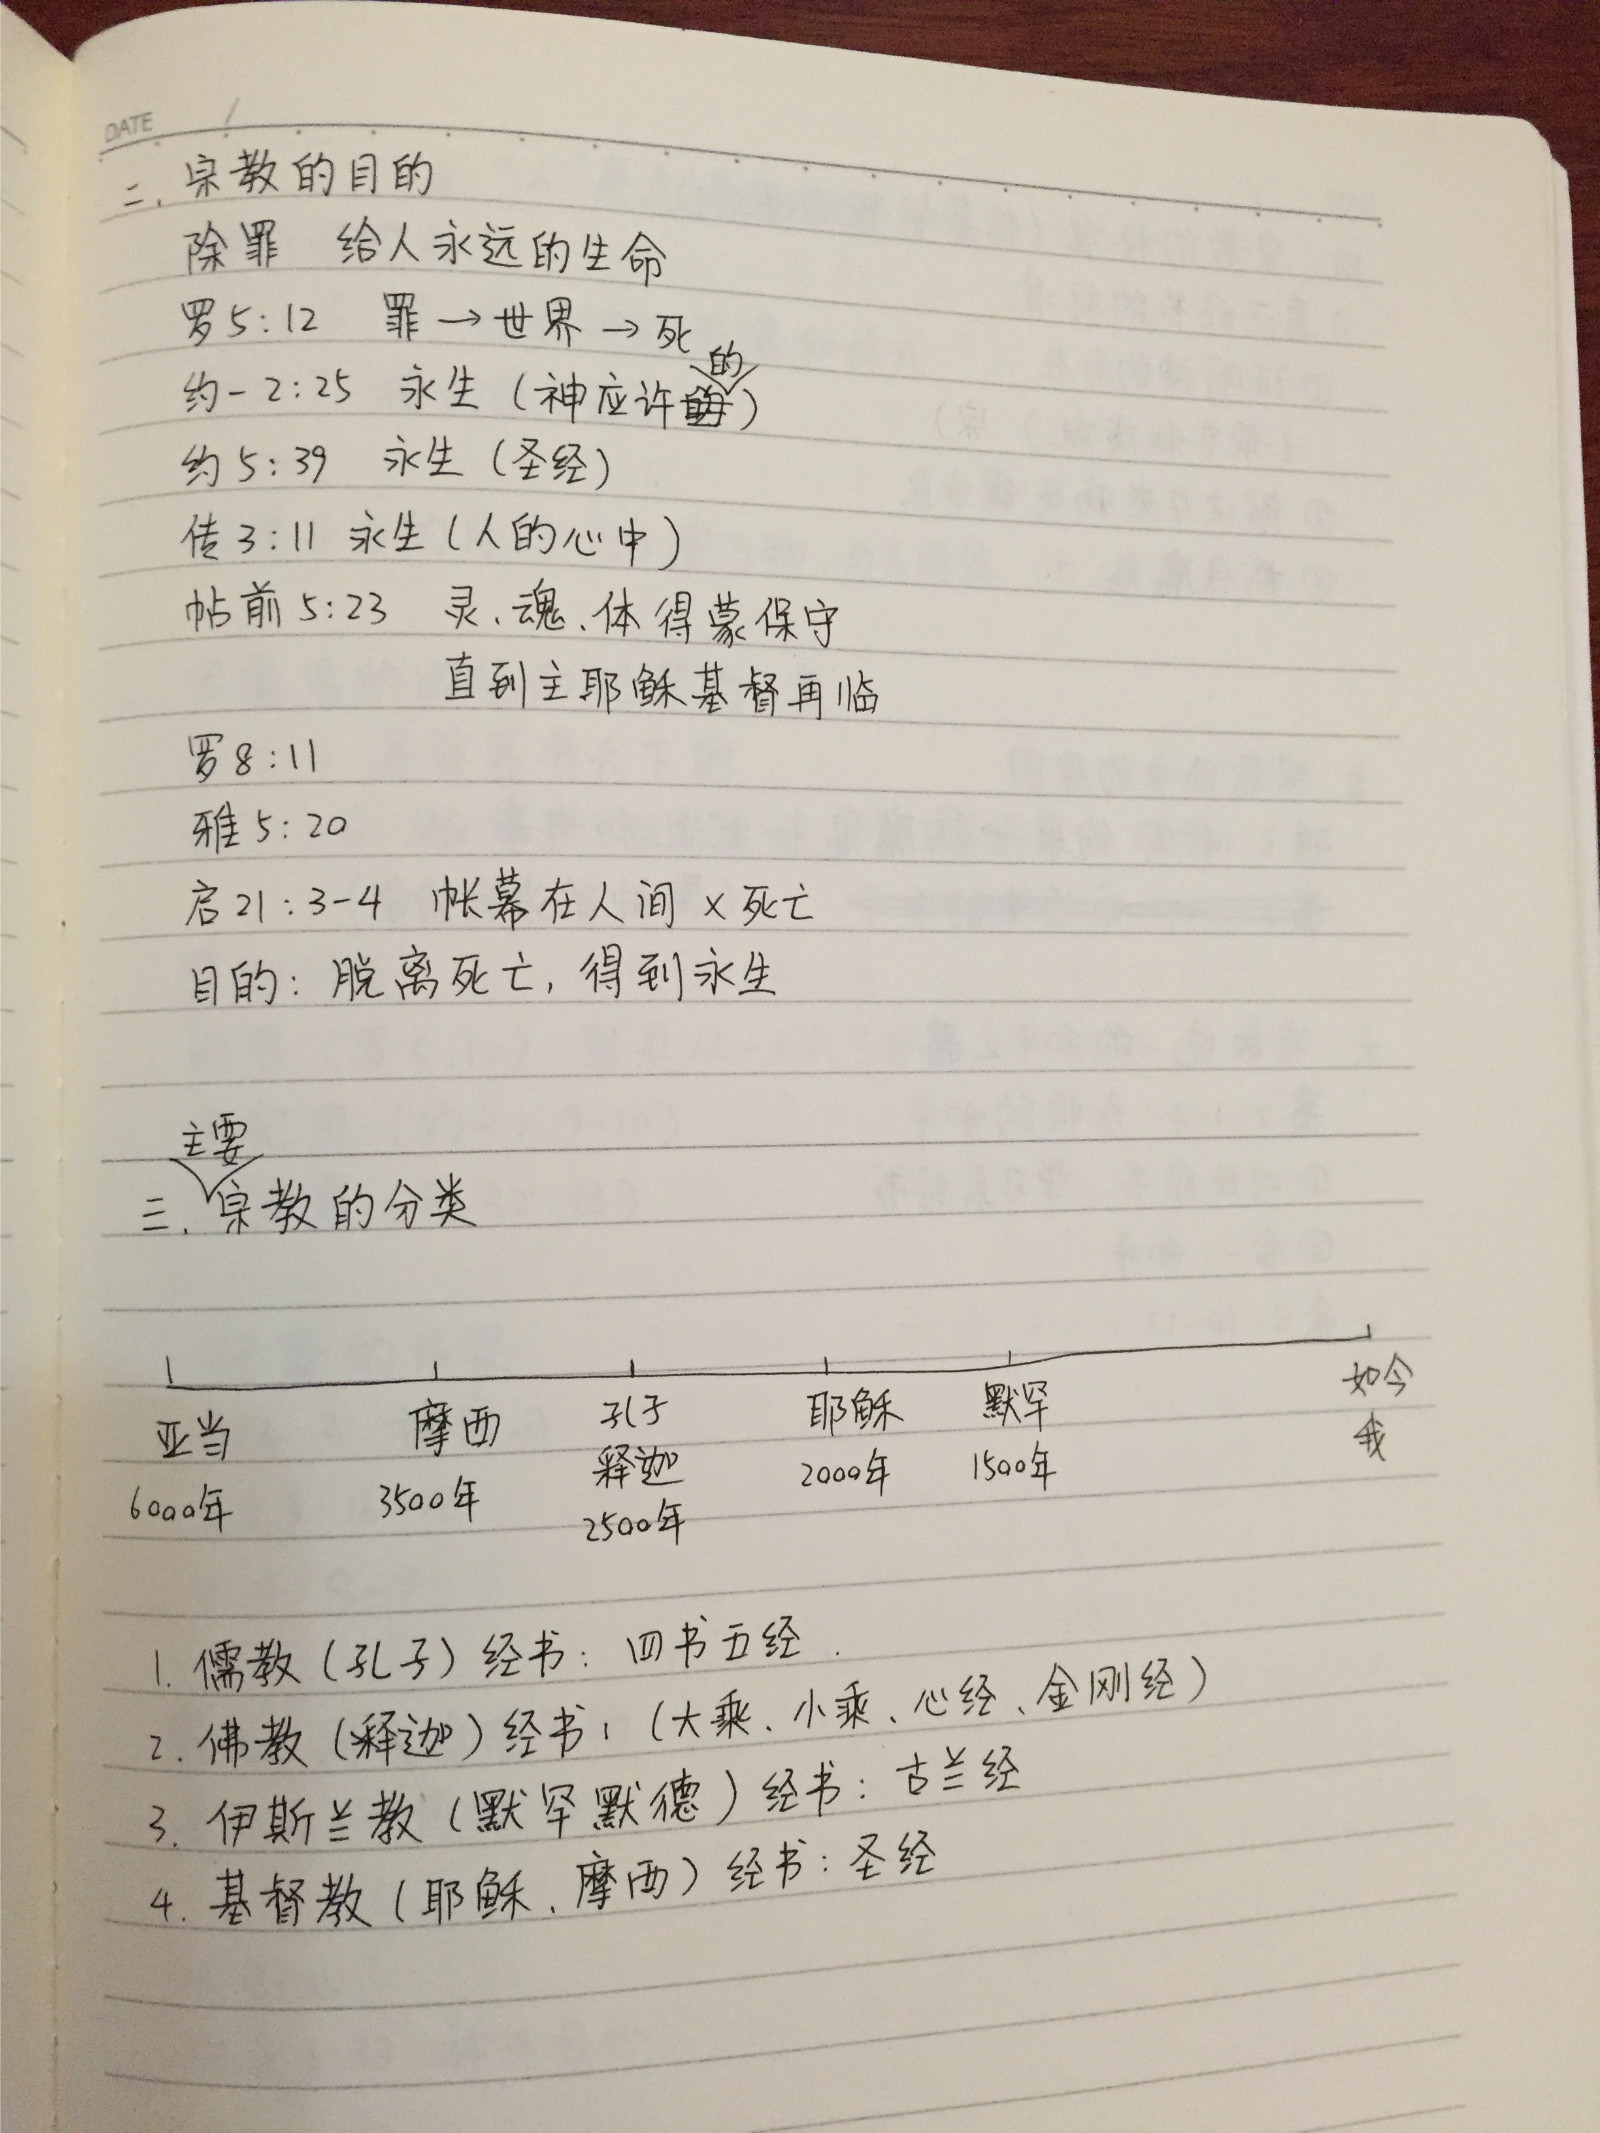 DATE
二、宗教的目的
除罪 给人永远的生命
罗5:12 罪→世界→死
约一2:25 永生(神应许的)
约5:39 永生(圣经)
传3:11 永生(人的心中)
帖前5:23 灵、魂、体得蒙保守
直到主耶稣基督再临
罗8:11
雅5:20
启21:3-4 帐幕在人间 ×死亡
目的:脱离死亡,得到永生
三、主要宗教的分类
亚当 摩西 孔子 耶稣 默罕 如今
释迦 我
6000年 3500年 2500年 2000年 1500年
1. 儒教(孔子)经书:四书五经.
2. 佛教(释迦)经书:(大乘、小乘、心经、金刚经)
3. 伊斯兰教(默罕默德)经书:古兰经
4. 基督教(耶稣、摩西)经书:圣经